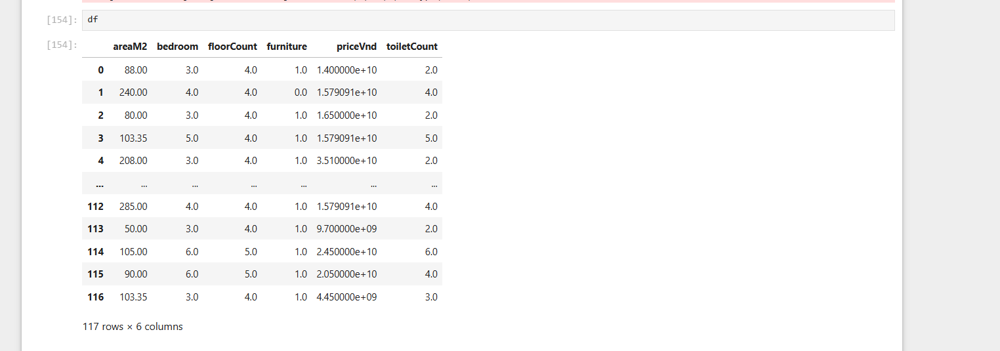 [154]: df
[154]: areaM2 bedroom floorCount furniture priceVnd toiletCount
0 88.00 3.0 4.0 1.0 1.400000e+10 2.0
1 240.00 4.0 4.0 0.0 1.579091e+10 4.0
2 80.00 3.0 4.0 1.0 1.650000e+10 2.0
3 103.35 5.0 4.0 1.0 1.579091e+10 5.0
4 208.00 3.0 4.0 1.0 3.510000e+10 2.0
... ... ... ... ... ... ...
112 285.00 4.0 4.0 1.0 1.579091e+10 4.0
113 50.00 3.0 4.0 1.0 9.700000e+09 2.0
114 105.00 6.0 5.0 1.0 2.450000e+10 6.0
115 90.00 6.0 5.0 1.0 2.050000e+10 4.0
116 103.35 3.0 4.0 1.0 4.450000e+09 3.0
117 rows × 6 columns